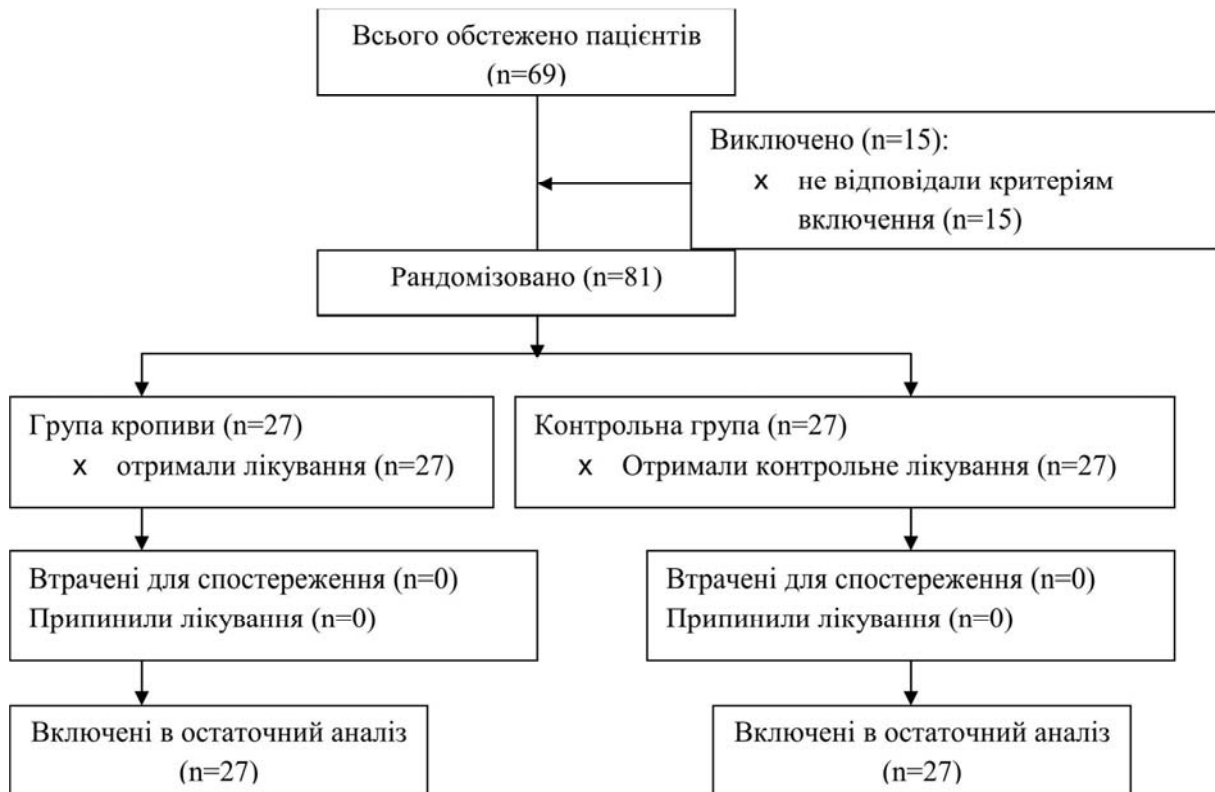 Всього обстежено пацієнтів
(n=69)
Виключено (n=15):
x не відповідали критеріям
включення (n=15)
Рандомізовано (n=81)
Група кропиви (n=27)
x отримали лікування (n=27)
Контрольна група (n=27)
x Отримали контрольне лікування (n=27)
Втрачені для спостереження (n=0)
Припинили лікування (n=0)
Втрачені для спостереження (n=0)
Припинили лікування (n=0)
Включені в остаточний аналіз
(n=27)
Включені в остаточний аналіз
(n=27)